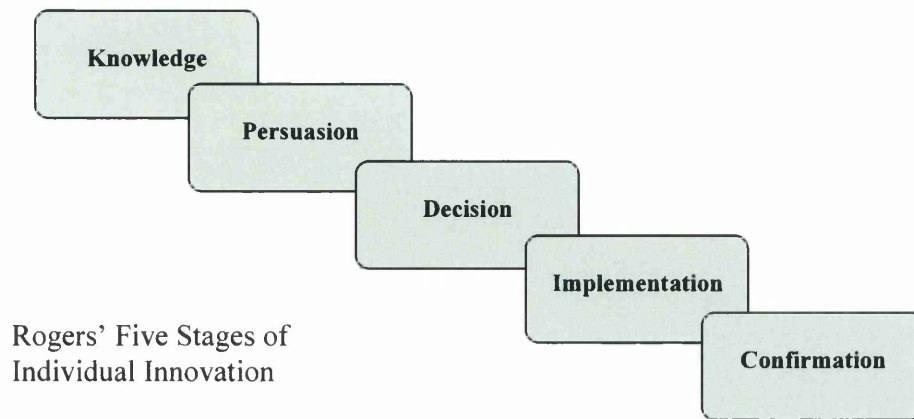 Knowledge
Persuasion
Decision
Implementation
Confirmation
Rogers’ Five Stages of
Individual Innovation